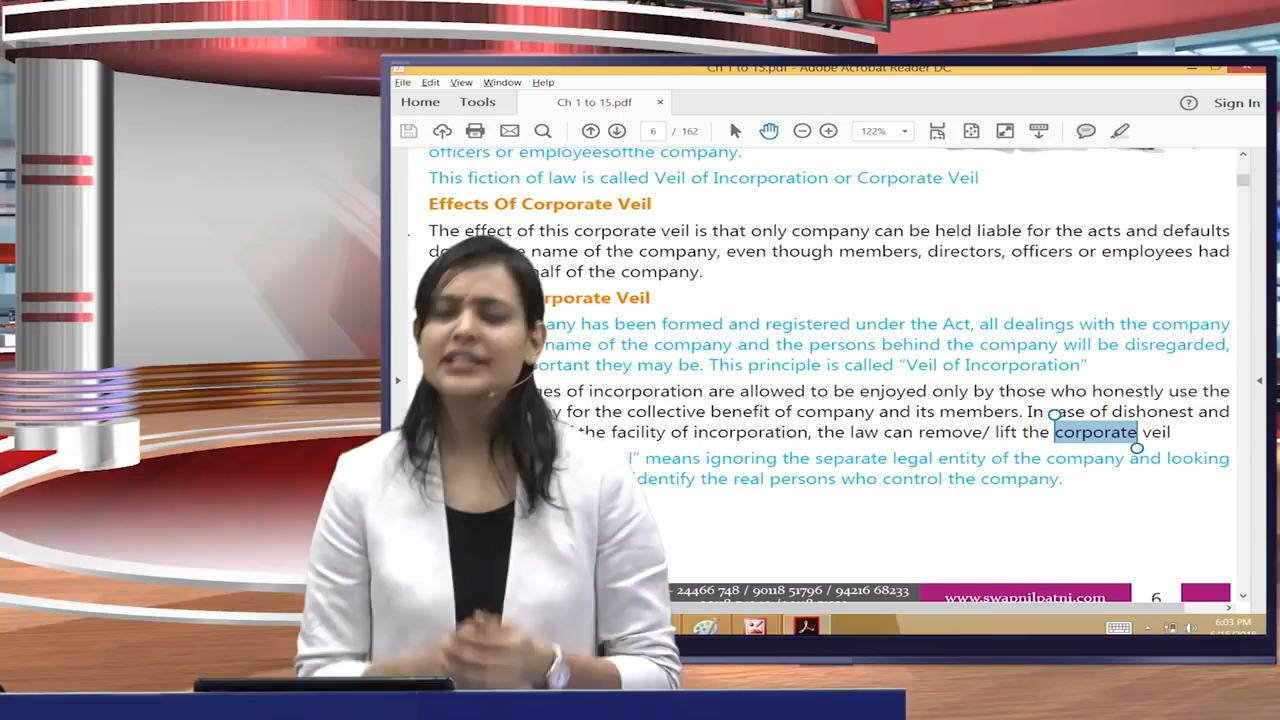 Ch 1 to 15.pdf - Adobe Acrobat Reader DC
File Edit View Window Help
Home Tools Ch 1 to 15.pdf × Sign In
6 / 162 122%
officers or employeesofthe company.
This fiction of law is called Veil of Incorporation or Corporate Veil
Effects Of Corporate Veil
The effect of this corporate veil is that only company can be held liable for the acts and defaults
name of the company, even though members, directors, officers or employees had
half of the company.
rporate Veil
any has been formed and registered under the Act, all dealings with the company
name of the company and the persons behind the company will be disregarded,
portant they may be. This principle is called “Veil of Incorporation”
ges of incorporation are allowed to be enjoyed only by those who honestly use the
y for the collective benefit of company and its members. In case of dishonest and
the facility of incorporation, the law can remove/ lift the corporate veil
” means ignoring the separate legal entity of the company and looking
identify the real persons who control the company.
24466 748 / 90118 51796 / 94216 68233
www.swapnilpatni.com 6
6:03 PM
6/15/2018